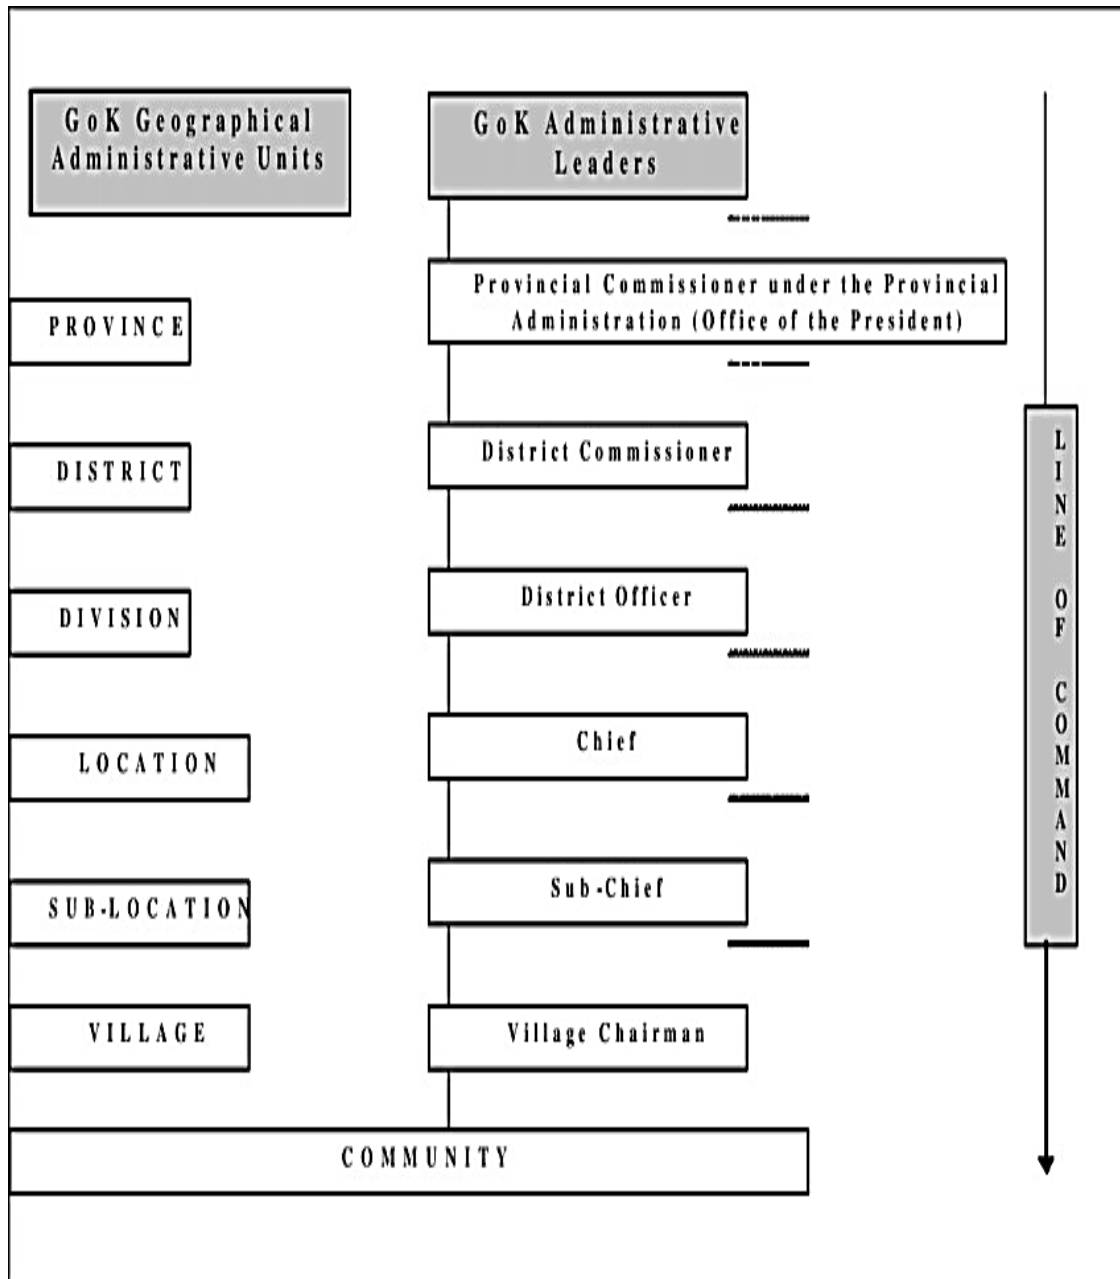 GoK Geographical
Administrative Units
GoK Administrative
Leaders
PROVINCE
Provincial Commissioner under the Provincial
Administration (Office of the President)
DISTRICT
District Commissioner
DIVISION
District Officer
LOCATION
Chief
SUB-LOCATION
Sub-Chief
VILLAGE
Village Chairman
COMMUNITY
LINE OF COMMAND